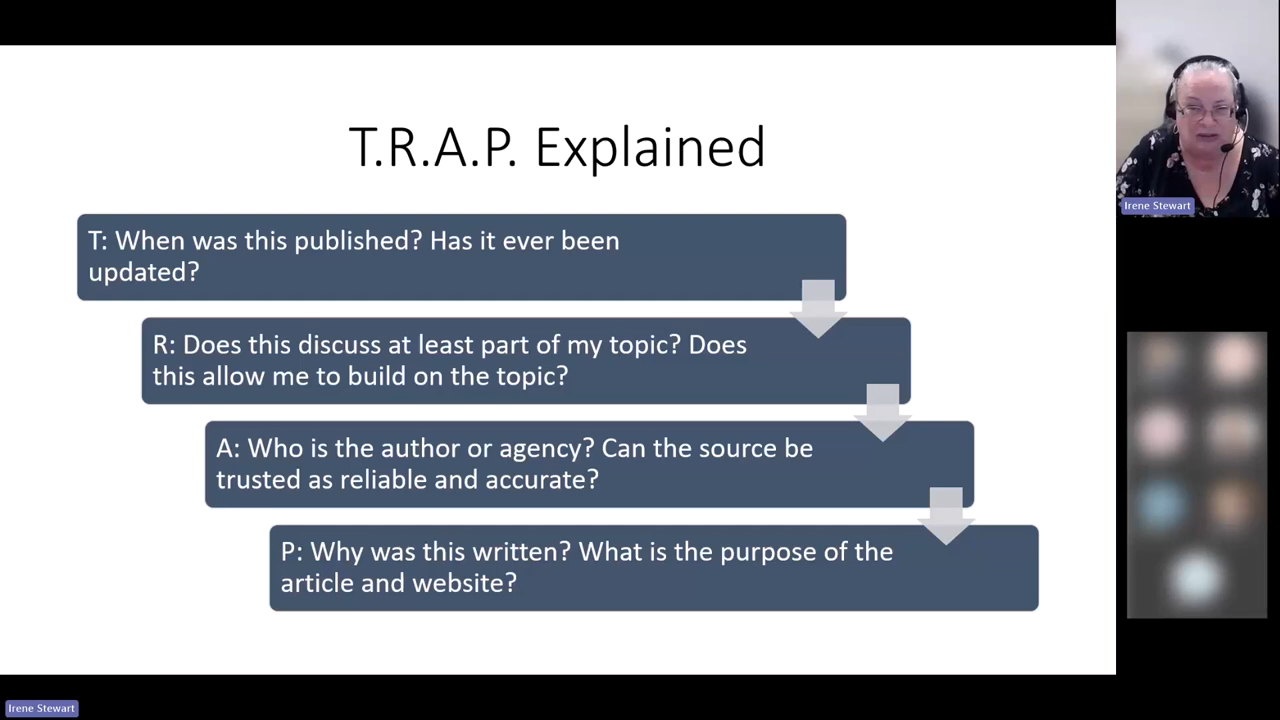 T.R.A.P. Explained
T: When was this published? Has it ever been
updated?
R: Does this discuss at least part of my topic? Does
this allow me to build on the topic?
A: Who is the author or agency? Can the source be
trusted as reliable and accurate?
P: Why was this written? What is the purpose of the
article and website?
Irene Stewart
Irene Stewart